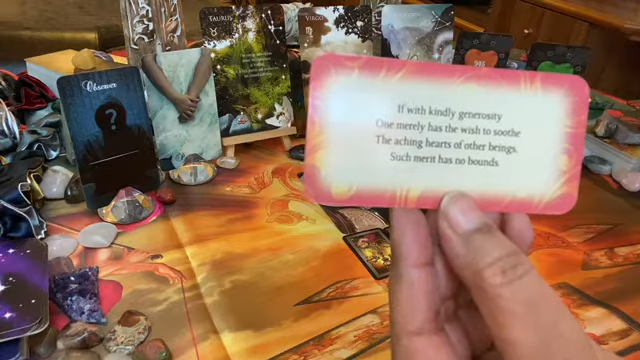 Observer
TAURUS
VIRGO
If with kindly generosity
One merely has the wish to soothe
The aching hearts of other beings,
Such merit has no bounds.